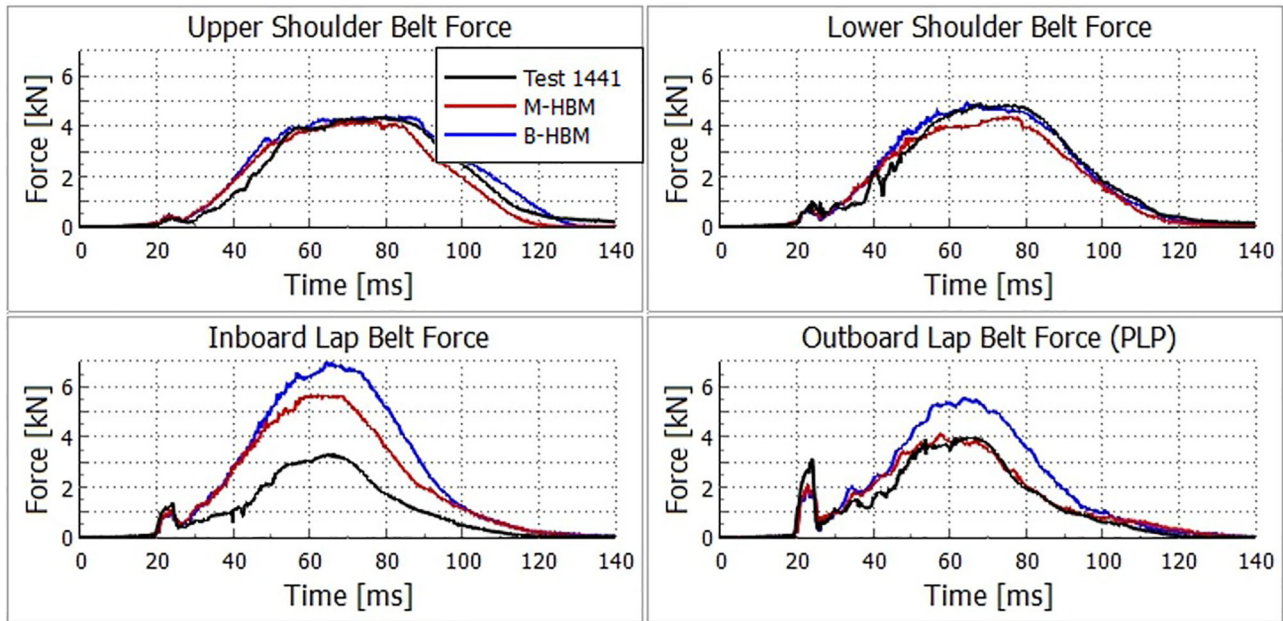 Upper Shoulder Belt Force
Force [kN]
6
4
2
0
0 20 40 60 80 100 120 140
Time [ms]
Test 1441
M-HBM
B-HBM
Lower Shoulder Belt Force
Force [kN]
6
4
2
0
0 20 40 60 80 100 120 140
Time [ms]
Inboard Lap Belt Force
Force [kN]
6
4
2
0
0 20 40 60 80 100 120 140
Time [ms]
Outboard Lap Belt Force (PLP)
Force [kN]
6
4
2
0
0 20 40 60 80 100 120 140
Time [ms]